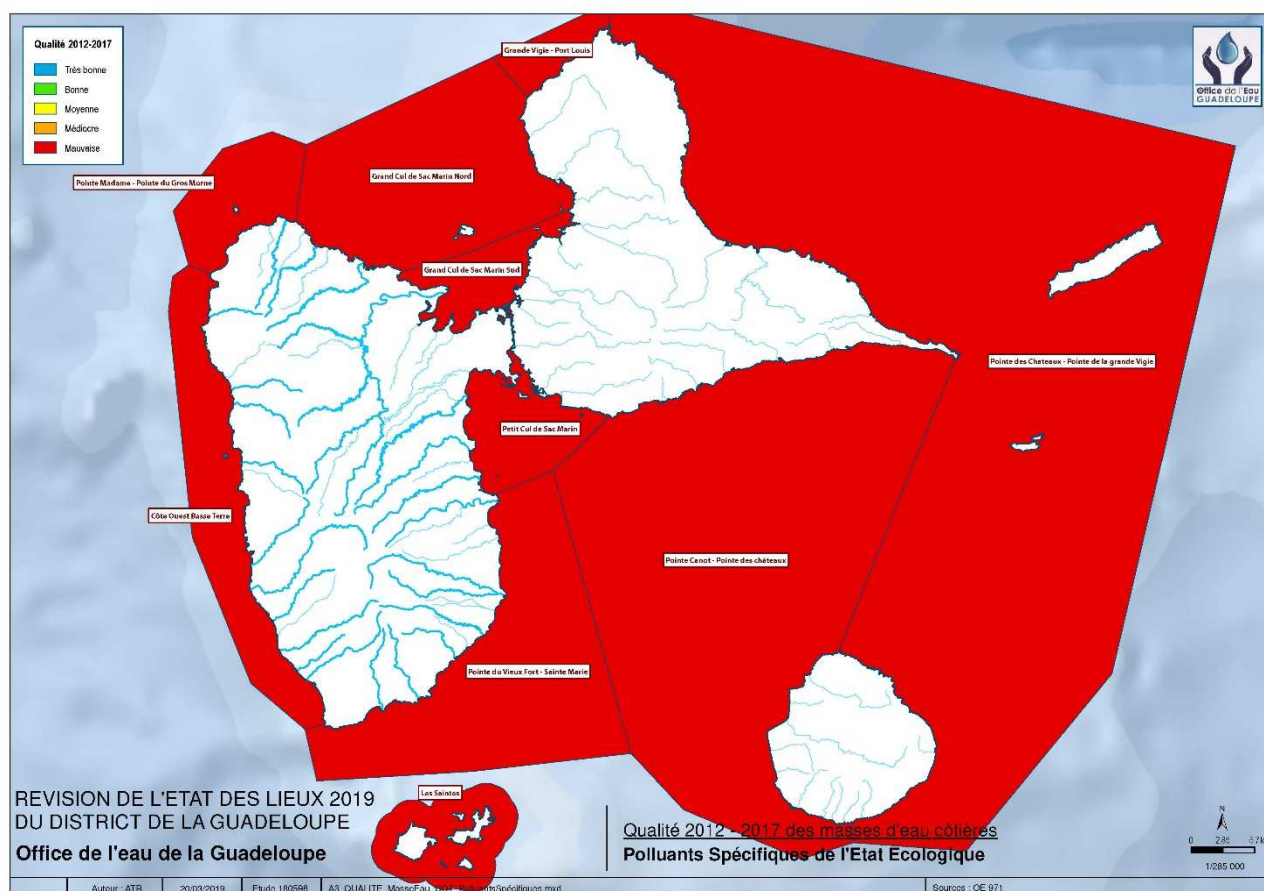 Qualité 2012-2017
Très bonne
Bonne
Moyenne
Médiocre
Mauvaise
Office de l'Eau
GUADELOUPE
Grande Vigie - Port Louis
Grand Cul de Sac Marin Nord
Pointe Madame - Pointe du Gros Morne
Grand Cul de Sac Marin Sud
Pointe des Chateaux - Pointe de la grande Vigie
Petit Cul de Sac Marin
Côte Ouest Basse Terre
Pointe Canot - Pointe des châteaux
Pointe du Vieux Fort - Sainte Marie
Les Saintes
REVISION DE L'ETAT DES LIEUX 2019
DU DISTRICT DE LA GUADELOUPE
Office de l'eau de la Guadeloupe
Qualité 2012 - 2017 des masses d'eau côtières
Polluants Spécifiques de l'Etat Ecologique
N
1/285 000
Auteur : ATR
20/03/2019
Etude 180598
Sources : OE 971